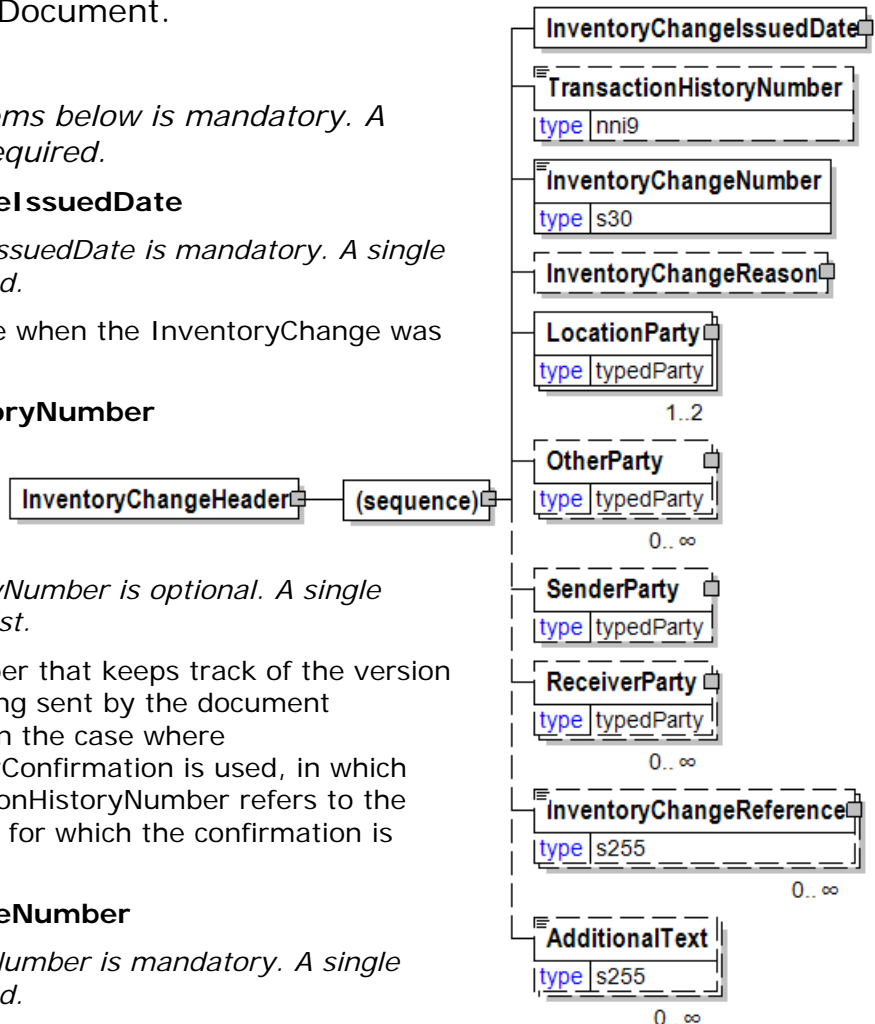 Document.
ms below is mandatory. A
equired.
eIssuedDate
ssuedDate is mandatory. A single
d.
e when the InventoryChange was
oryNumber
yNumber is optional. A single
st.
er that keeps track of the version
ng sent by the document
n the case where
rConfirmation is used, in which
onHistoryNumber refers to the
for which the confirmation is
eNumber
Number is mandatory. A single
d.
InventoryChangeHeader
(sequence)
InventoryChangeIssuedDate
TransactionHistoryNumber
type nni9
InventoryChangeNumber
type s30
InventoryChangeReason
LocationParty
type typedParty
1..2
OtherParty
type typedParty
0.. ∞
SenderParty
type typedParty
ReceiverParty
type typedParty
0.. ∞
InventoryChangeReference
type s255
0.. ∞
AdditionalText
type s255
0.. ∞